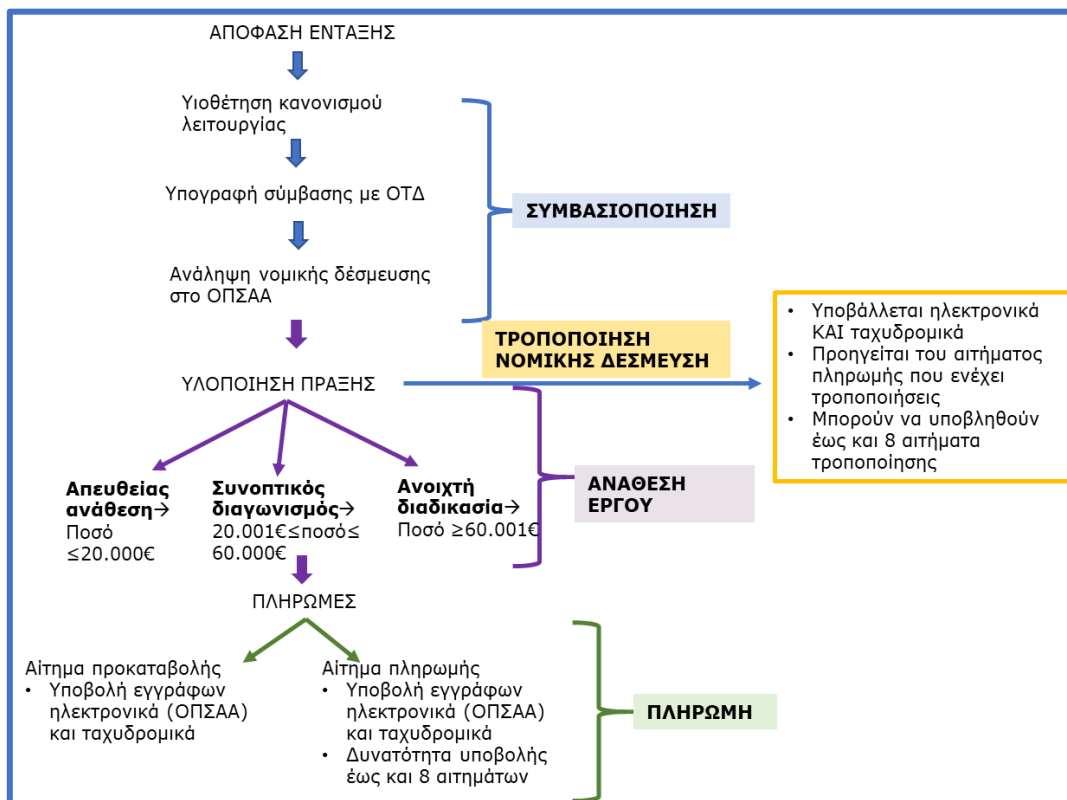 ΑΠΟΦΑΣΗ ΕΝΤΑΞΗΣ
Υιοθέτηση κανονισμού
λειτουργίας
Υπογραφή σύμβασης με ΟΤΔ
ΣΥΜΒΑΣΙΟΠΟΙΗΣΗ
Ανάληψη νομικής δέσμευσης
στο ΟΠΣΑΑ
ΤΡΟΠΟΠΟΙΗΣΗ
ΝΟΜΙΚΗΣ ΔΕΣΜΕΥΣΗ
• Υποβάλλεται ηλεκτρονικά
ΚΑΙ ταχυδρομικά
• Προηγείται του αιτήματος
πληρωμής που ενέχει
τροποποιήσεις
• Μπορούν να υποβληθούν
έως και 8 αιτήματα
τροποποίησης
ΥΛΟΠΟΙΗΣΗ ΠΡΑΞΗΣ
Απευθείας
ανάθεση→
Ποσό
≤20.000€
Συνοπτικός
διαγωνισμός→
20.001€≤ποσό≤
60.000€
Ανοιχτή
διαδικασία→
Ποσό ≥60.001€
ΑΝΑΘΕΣΗ
ΕΡΓΟΥ
ΠΛΗΡΩΜΕΣ
Αίτημα προκαταβολής
• Υποβολή εγγράφων
ηλεκτρονικά (ΟΠΣΑΑ)
και ταχυδρομικά
Αίτημα πληρωμής
• Υποβολή εγγράφων
ηλεκτρονικά (ΟΠΣΑΑ)
και ταχυδρομικά
• Δυνατότητα υποβολής
έως και 8 αιτημάτων
ΠΛΗΡΩΜΗ